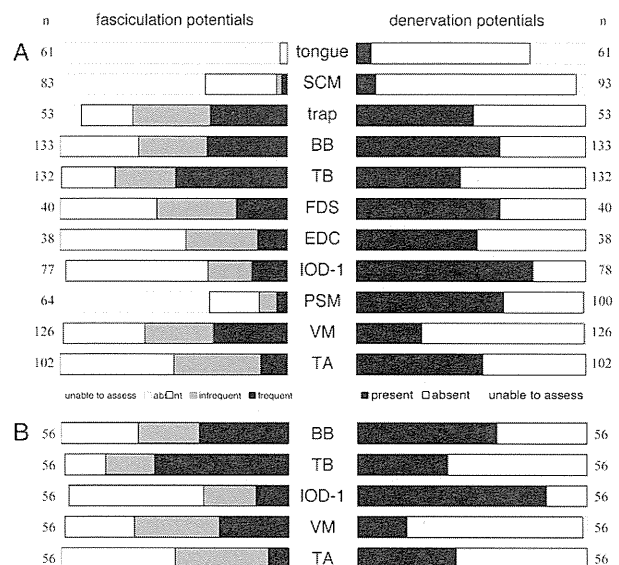 n fasciculation potentials denervation potentials n
A 61 tongue 61
83 SCM 93
53 trap 53
133 BB 133
132 TB 132
40 FDS 40
38 EDC 38
77 IOD-1 78
64 PSM 100
126 VM 126
102 TA 102
unable to assess absent infrequent frequent present absent unable to assess
B 56 BB 56
56 TB 56
56 IOD-1 56
56 VM 56
56 TA 56